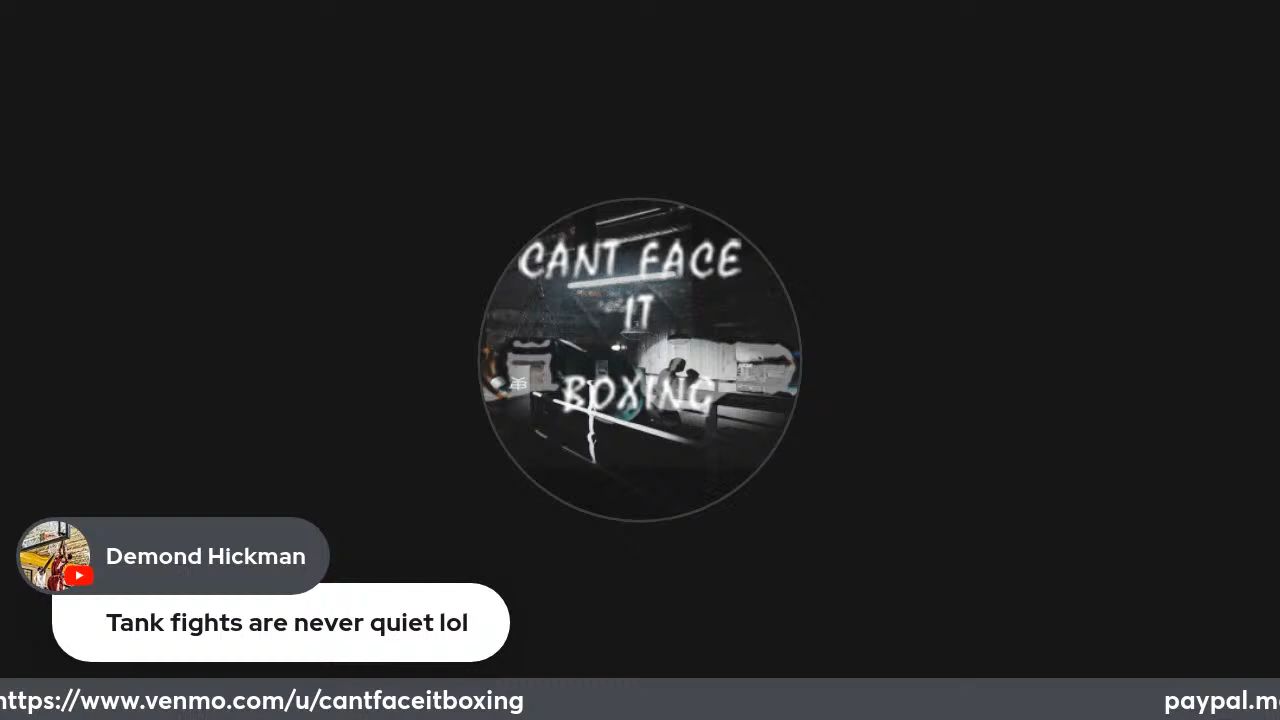 CANT FACE
IT
BOXING
Demond Hickman
Tank fights are never quiet lol
https://www.venmo.com/u/cantfaceitboxing
paypal.m